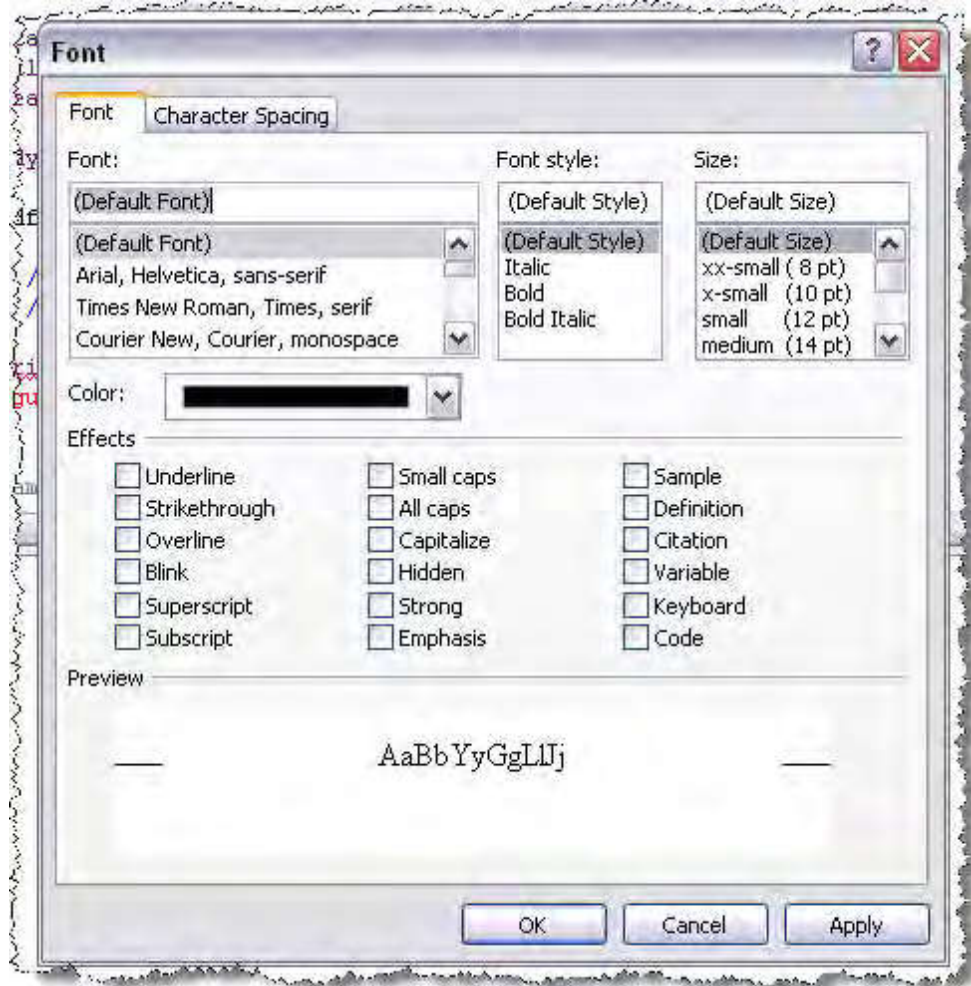 Font
Font Character Spacing
Font: Font style: Size:
(Default Font) (Default Style) (Default Size)
(Default Font) (Default Style) (Default Size)
Arial, Helvetica, sans-serif Italic xx-small ( 8 pt)
Times New Roman, Times, serif Bold x-small (10 pt)
Courier New, Courier, monospace Bold Italic small (12 pt)
medium (14 pt)
Color:
Effects
Underline Small caps Sample
Strikethrough All caps Definition
Overline Capitalize Citation
Blink Hidden Variable
Superscript Strong Keyboard
Subscript Emphasis Code
Preview
AaBbYyGgLlJj
OK Cancel Apply